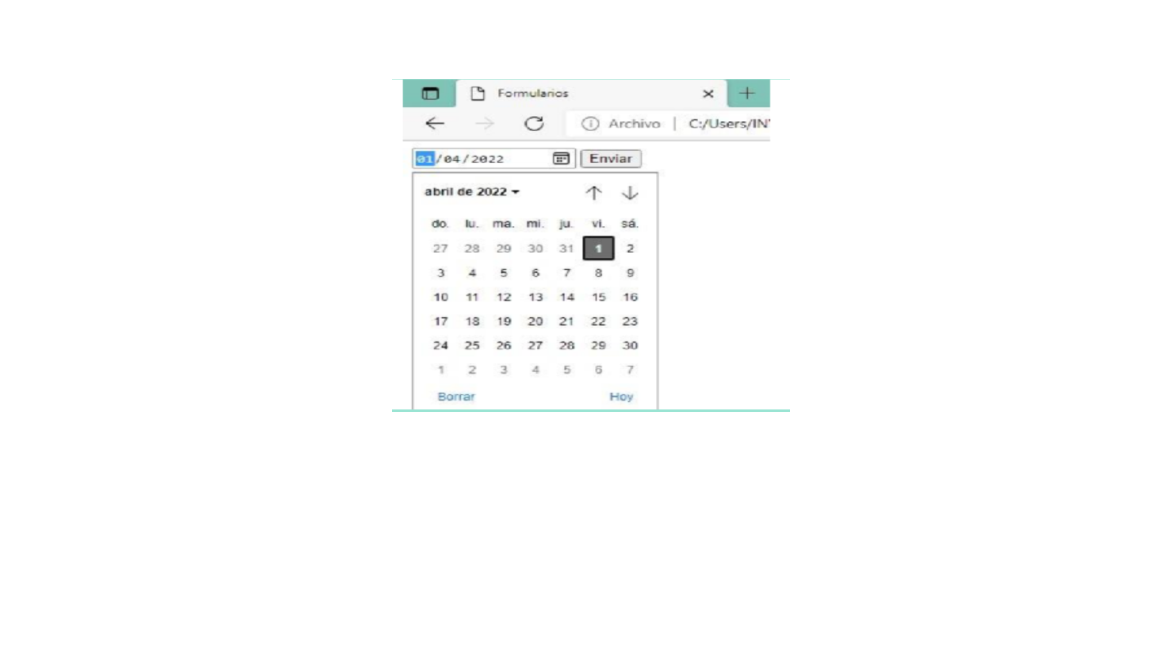 Formularios
Archivo | C:/Users/IN
01/04/2022 Enviar
abril de 2022
do. lu. ma. mi. ju. vi. sá.
27 28 29 30 31 1 2
3 4 5 6 7 8 9
10 11 12 13 14 15 16
17 18 19 20 21 22 23
24 25 26 27 28 29 30
1 2 3 4 5 6 7
Borrar Hoy